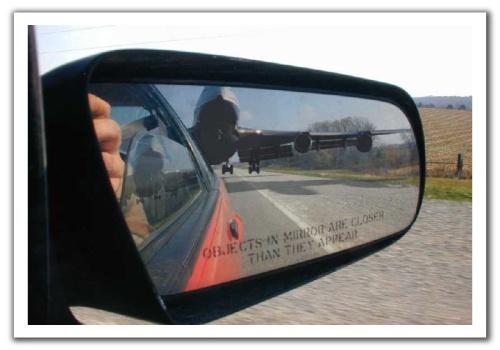 OBJECTS IN MIRROR ARE CLOSER
THAN THEY APPEAR